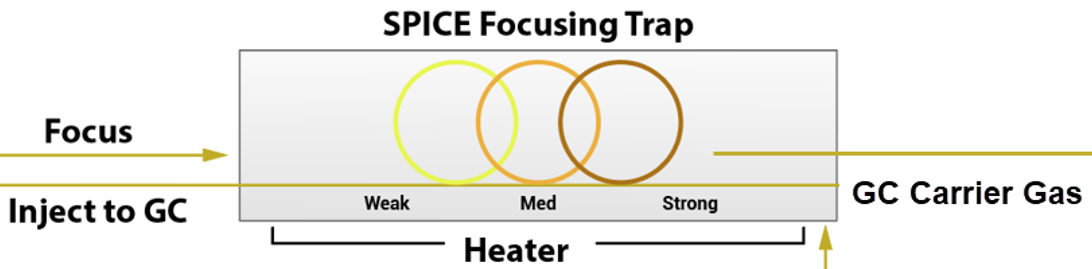 SPICE Focusing Trap
Focus
Inject to GC
Weak
Med
Strong
GC Carrier Gas
Heater